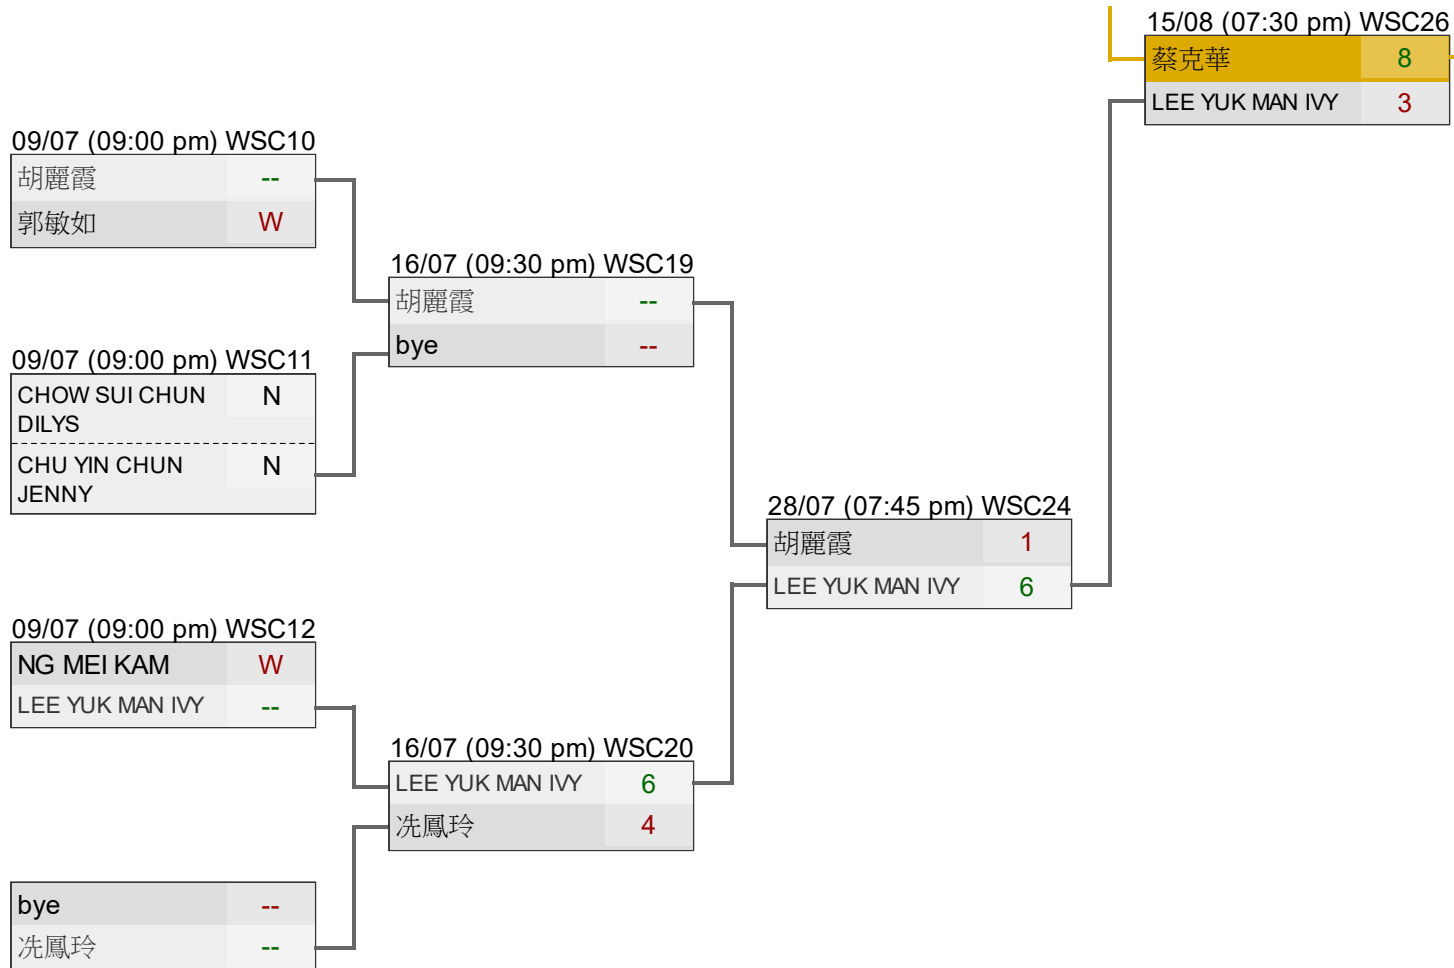 15/08 (07:30 pm) WSC26
蔡克華 8
LEE YUK MAN IVY 3
09/07 (09:00 pm) WSC10
胡麗霞 --
郭敏如 W
16/07 (09:30 pm) WSC19
胡麗霞 --
bye --
09/07 (09:00 pm) WSC11
CHOW SUI CHUN N
DILYS
CHU YIN CHUN N
JENNY
28/07 (07:45 pm) WSC24
胡麗霞 1
LEE YUK MAN IVY 6
09/07 (09:00 pm) WSC12
NG MEI KAM W
LEE YUK MAN IVY --
16/07 (09:30 pm) WSC20
LEE YUK MAN IVY 6
冼鳳玲 4
bye --
冼鳳玲 --